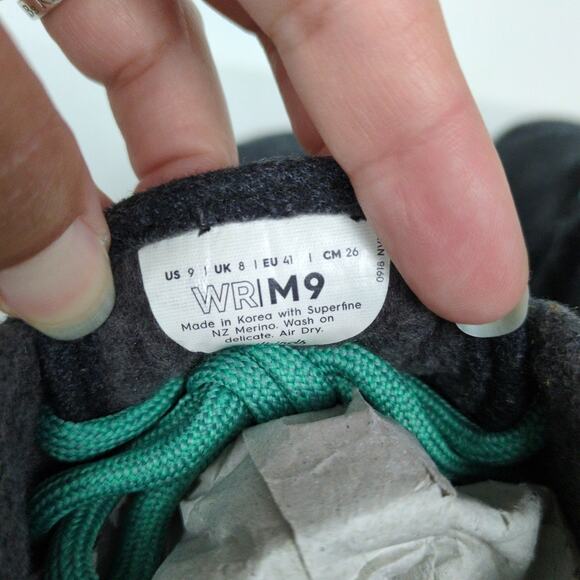 US 9 | UK 8 | EU 41 | CM 26
WR|M9
Made in Korea with Superfine
NZ Merino. Wash on
delicate. Air Dry.